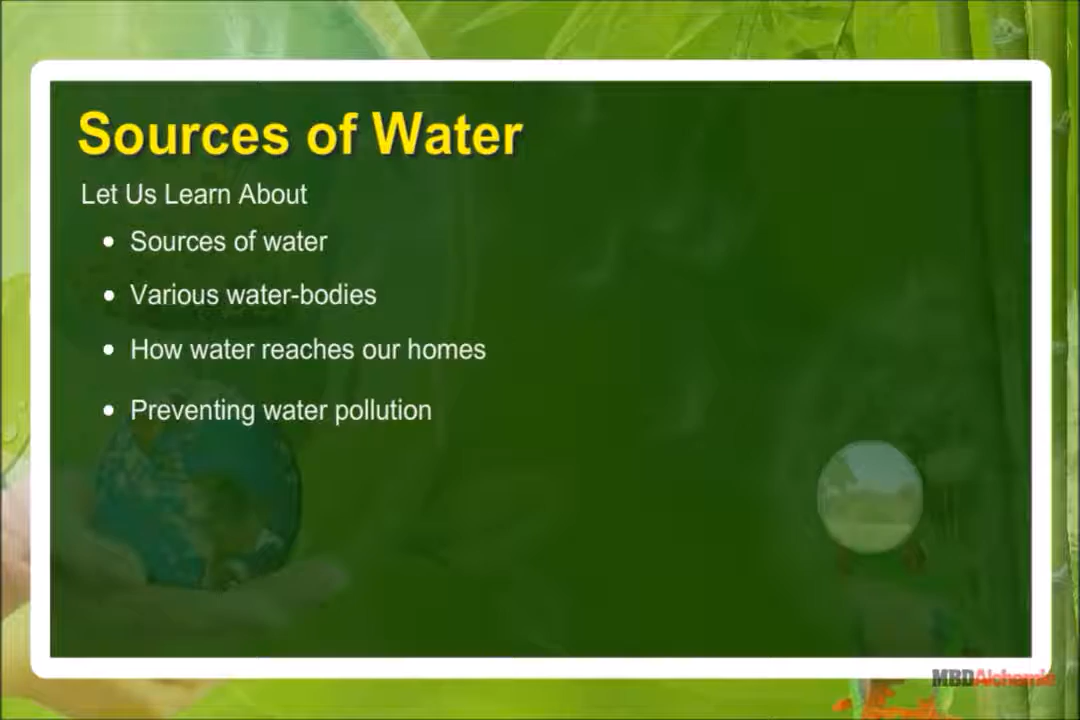 Sources of Water
Let Us Learn About
• Sources of water
• Various water-bodies
• How water reaches our homes
• Preventing water pollution
MBDAlchemie